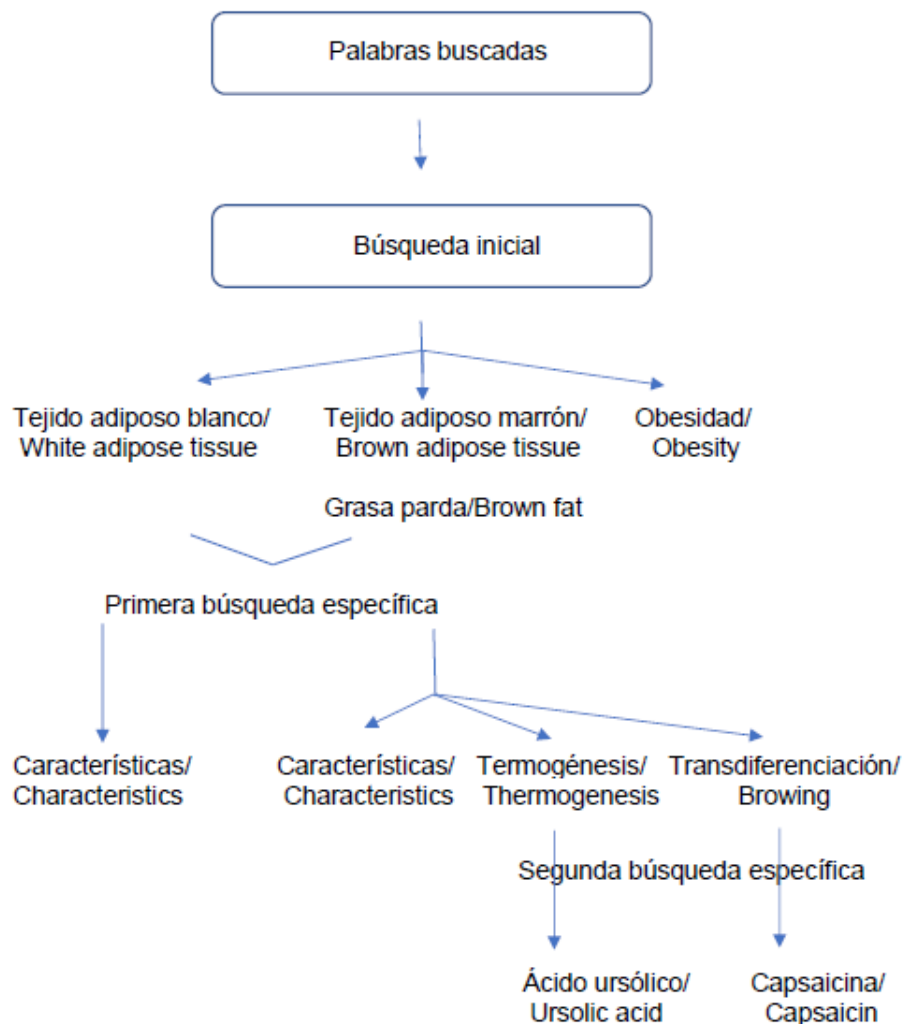 Palabras buscadas
Búsqueda inicial
Tejido adiposo blanco/
White adipose tissue
Tejido adiposo marrón/
Brown adipose tissue
Obesidad/
Obesity
Grasa parda/Brown fat
Primera búsqueda específica
Características/
Characteristics
Características/
Characteristics
Termogénesis/
Thermogenesis
Transdiferenciación/
Browing
Segunda búsqueda específica
Ácido ursólico/
Ursolic acid
Capsaicina/
Capsaicin